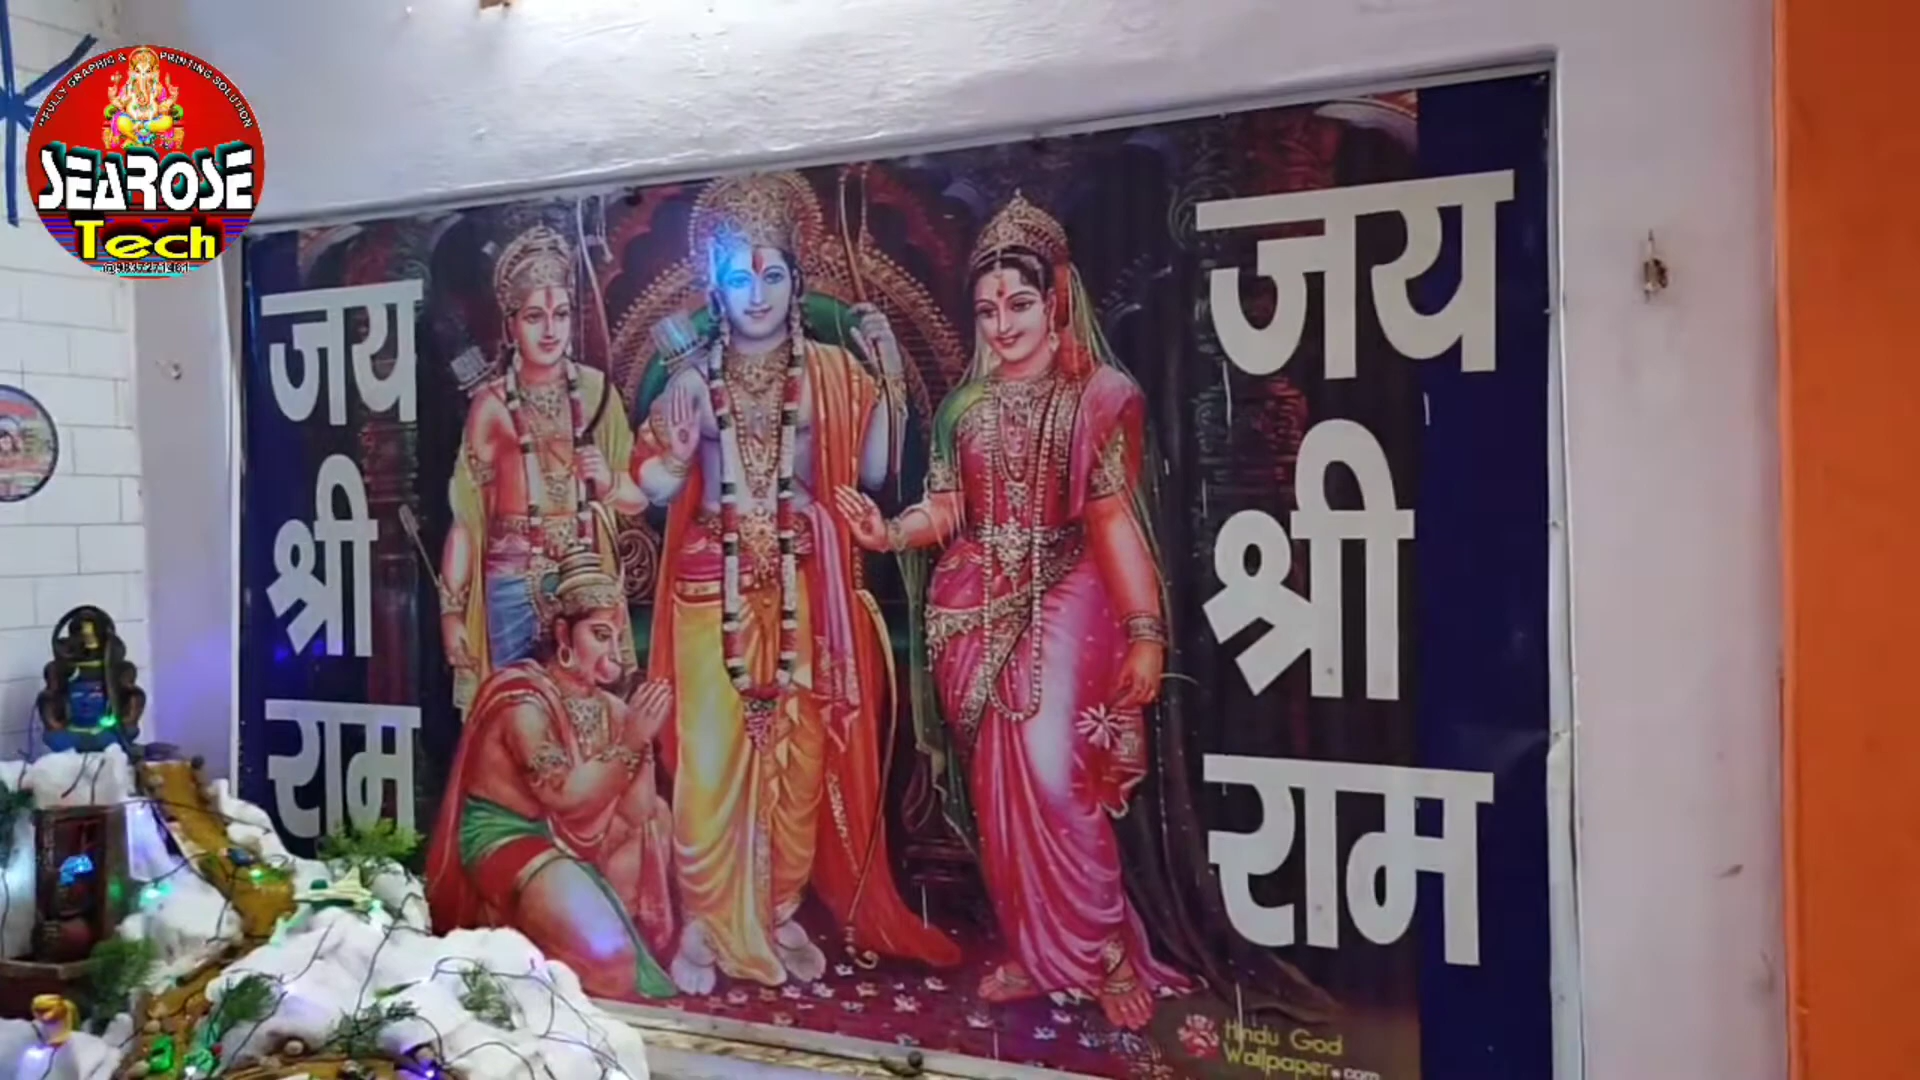 "FULLY GRAPHIC & PRINTING SOLUTION
SEAROSE
Tech
जय
श्री
राम
जय
श्री
राम
Hindu God
Wallpaper.com